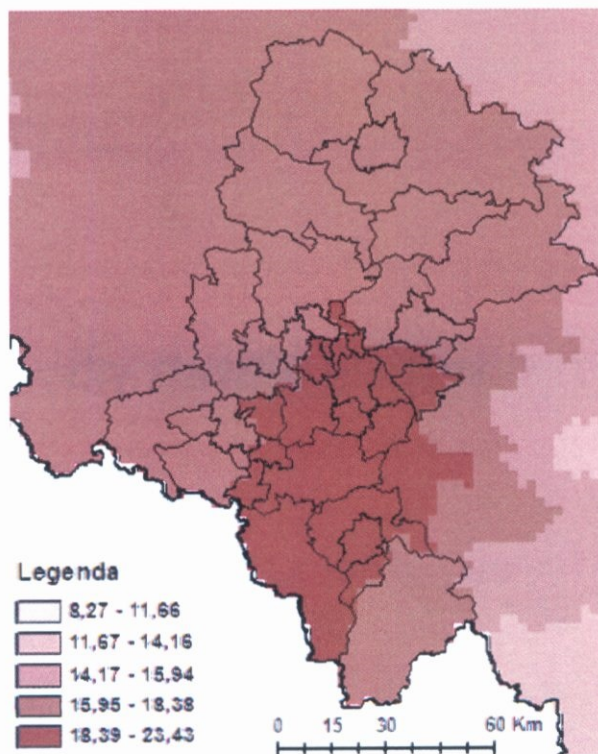 Legenda
8,27 - 11,66
11,67 - 14,16
14,17 - 15,94
15,95 - 18,38
18,39 - 23,43
0 15 30 60 Km